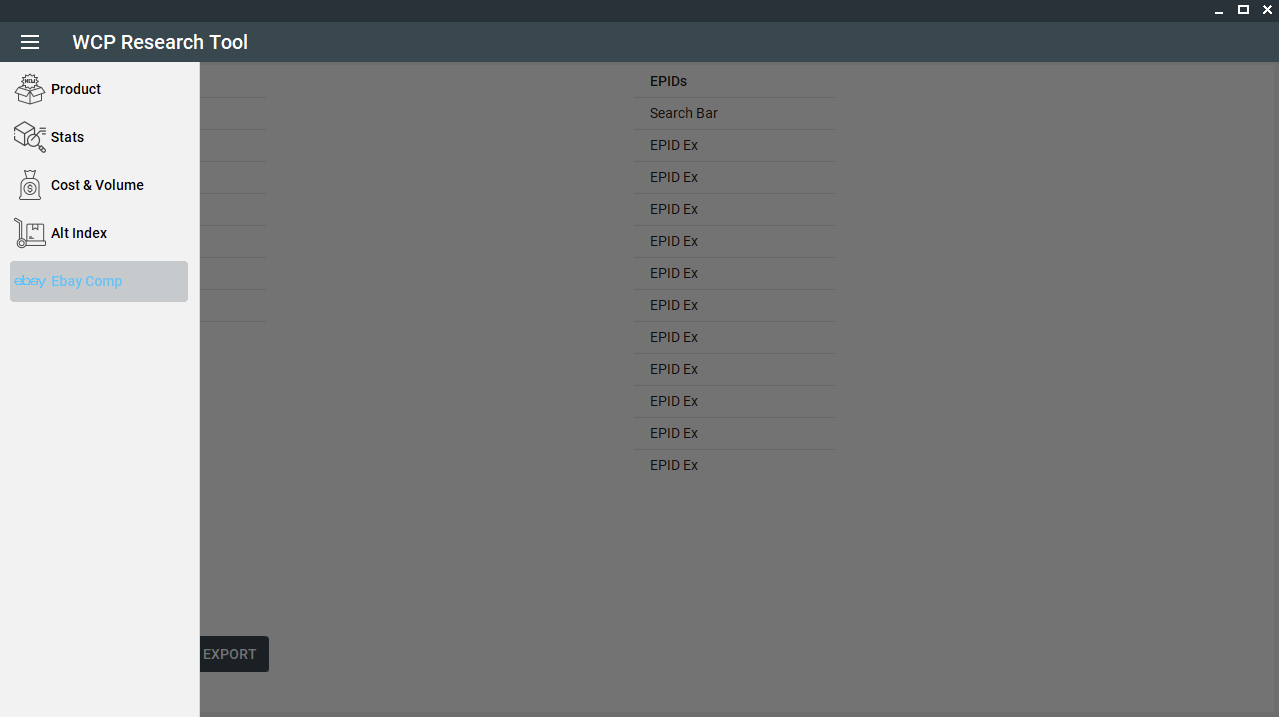 WCP Research Tool
NEW Product
Stats
Cost & Volume
Alt Index
ebay Ebay Comp
EPIDs
Search Bar
EPID Ex
EPID Ex
EPID Ex
EPID Ex
EPID Ex
EPID Ex
EPID Ex
EPID Ex
EPID Ex
EPID Ex
EPID Ex
EXPORT